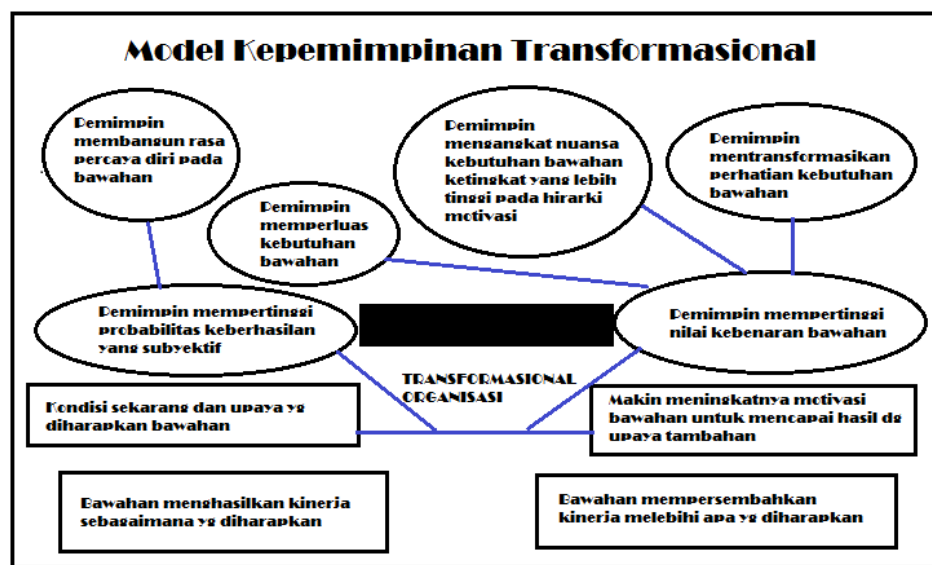 Model Kepemimpinan Transformasional
Pemimpin
membangun rasa
percaya diri pada
bawahan
Pemimpin
memperluas
kebutuhan
bawahan
Pemimpin
mengangkat nuansa
kebutuhan bawahan
ketingkat yang lebih
tinggi pada hirarki
motivasi
Pemimpin
mentransformasikan
perhatian kebutuhan
bawahan
Pemimpin mempertinggi
probabilitas keberhasilan
yang subyektif
Pemimpin mempertinggi
nilai kebenaran bawahan
TRANSFORMASIONAL
ORGANISASI
Kondisi sekarang dan upaya yg
diharapkan bawahan
Makin meningkatnya motivasi
bawahan untuk mencapai hasil dg
upaya tambahan
Bawahan menghasilkan kinerja
sebagaimana yg diharapkan
Bawahan mempersembahkan
kinerja melebihi apa yg diharapkan